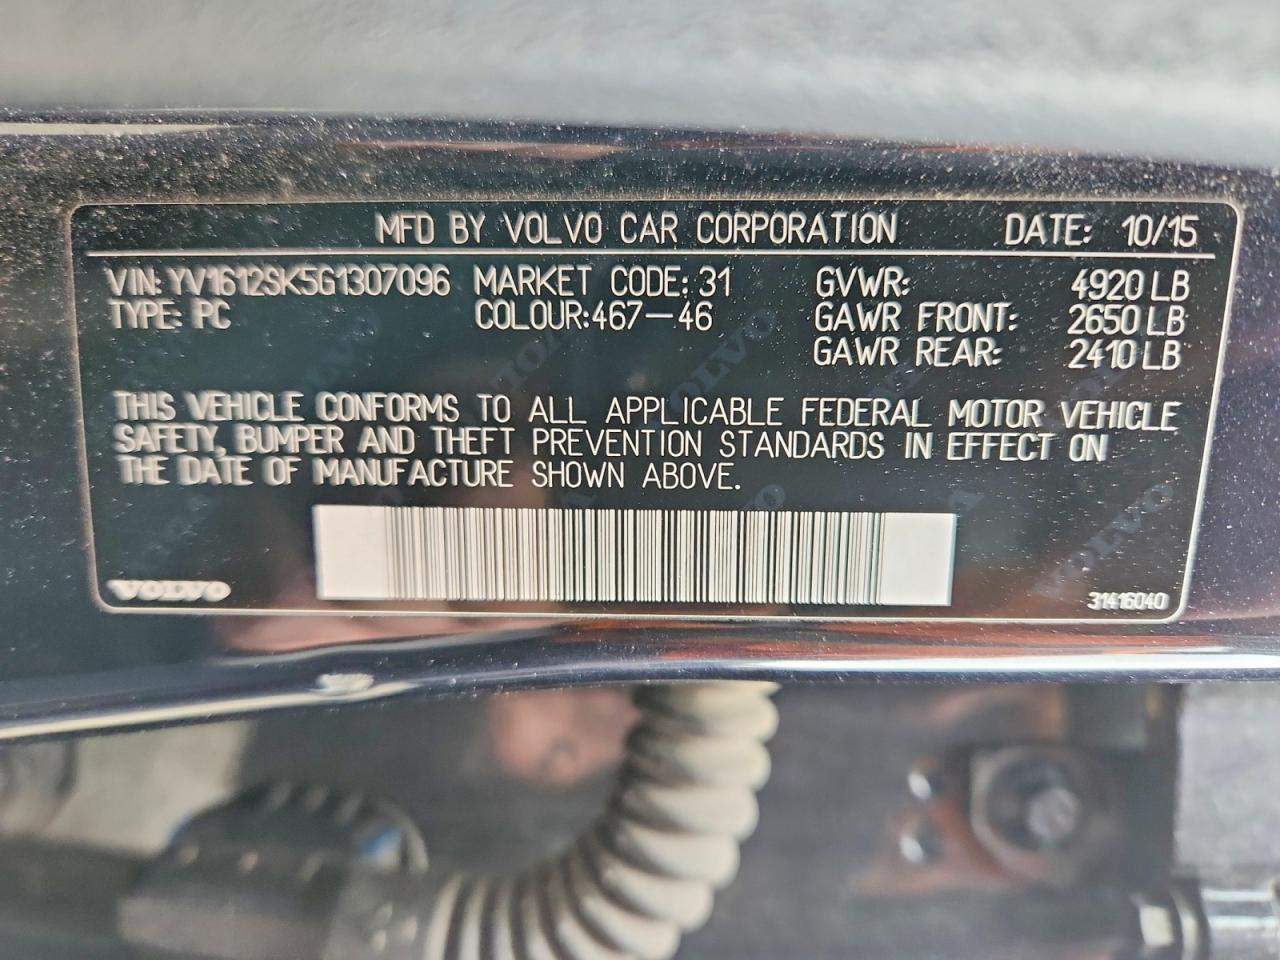 MFD BY VOLVO CAR CORPORATION DATE: 10/15
VIN: YV1612SK5G1307096 MARKET CODE: 31 GVWR: 4920 LB
TYPE: PC COLOUR:467-46 GAWR FRONT: 2650 LB
GAWR REAR: 2410 LB
THIS VEHICLE CONFORMS TO ALL APPLICABLE FEDERAL MOTOR VEHICLE
SAFETY, BUMPER AND THEFT PREVENTION STANDARDS IN EFFECT ON
THE DATE OF MANUFACTURE SHOWN ABOVE.
VOLVO 31416040